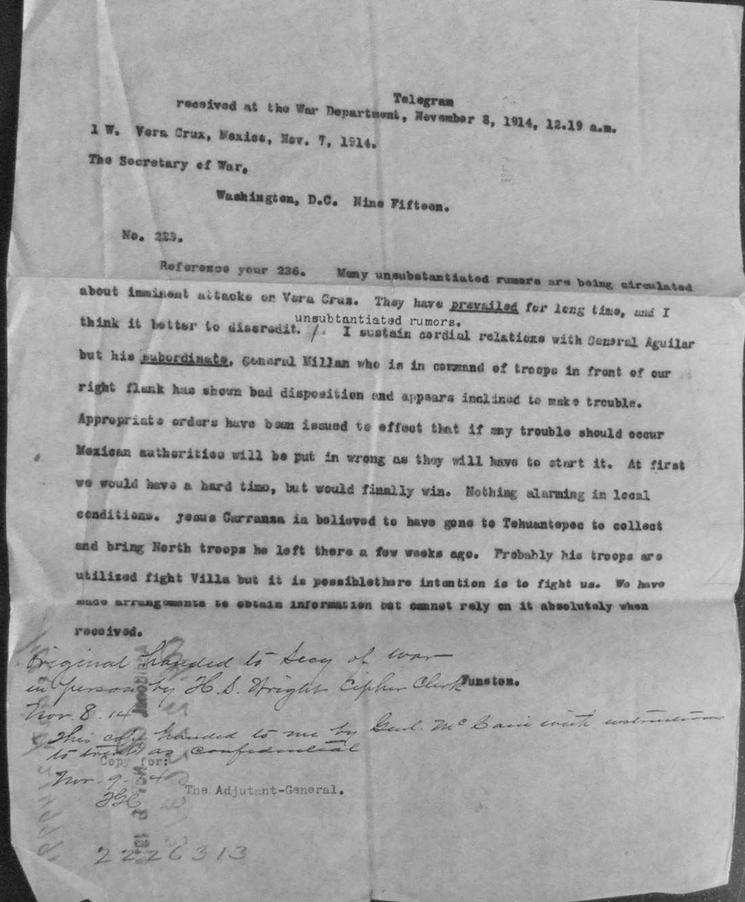 Telegram
received at the War Department, November 8, 1914, 12.19 a.m.
1 W. Vera Crux, Mexico, Nov. 7, 1914.
The Secretary of War,
Washington, D.C. Nine Fifteen.
No. 229.
Reference your 236. Many unsubstantiated rumors are being circulated
about imminent attacks on Vera Crus. They have prevailed for long time, and I
unsubtantiated rumors.
think it better to discredit. /. I sustain cordial relations with General Aguilar
but his subordinate, General Millan who is in command of troops in front of our
right flank has shown bad disposition and appears inclined to make trouble.
Appropriate orders have been issued to effect that if any trouble should occur
Mexican authorities will be put in wrong as they will have to start it. At first
we would have a hard time, but would finally win. Nothing alarming in local
conditions. Jesus Carranza is believed to have gone to Tehuantepec to collect
and bring North troops he left there a few weeks ago. Probably his troops are
utilized fight Villa but it is possiblethere intention is to fight us. We have
made arrangements to obtain information but cannot rely on it absolutely when
received.
Original handed to Secy of War
in person by H. S. Wright Cipher Clerk
Funston.
Nov. 8. 14
This copy handed to me by Genl. McCain with instructions
to treat as confidential
Copy for:
Nov. 9. 14
The Adjutant-General.
2226313